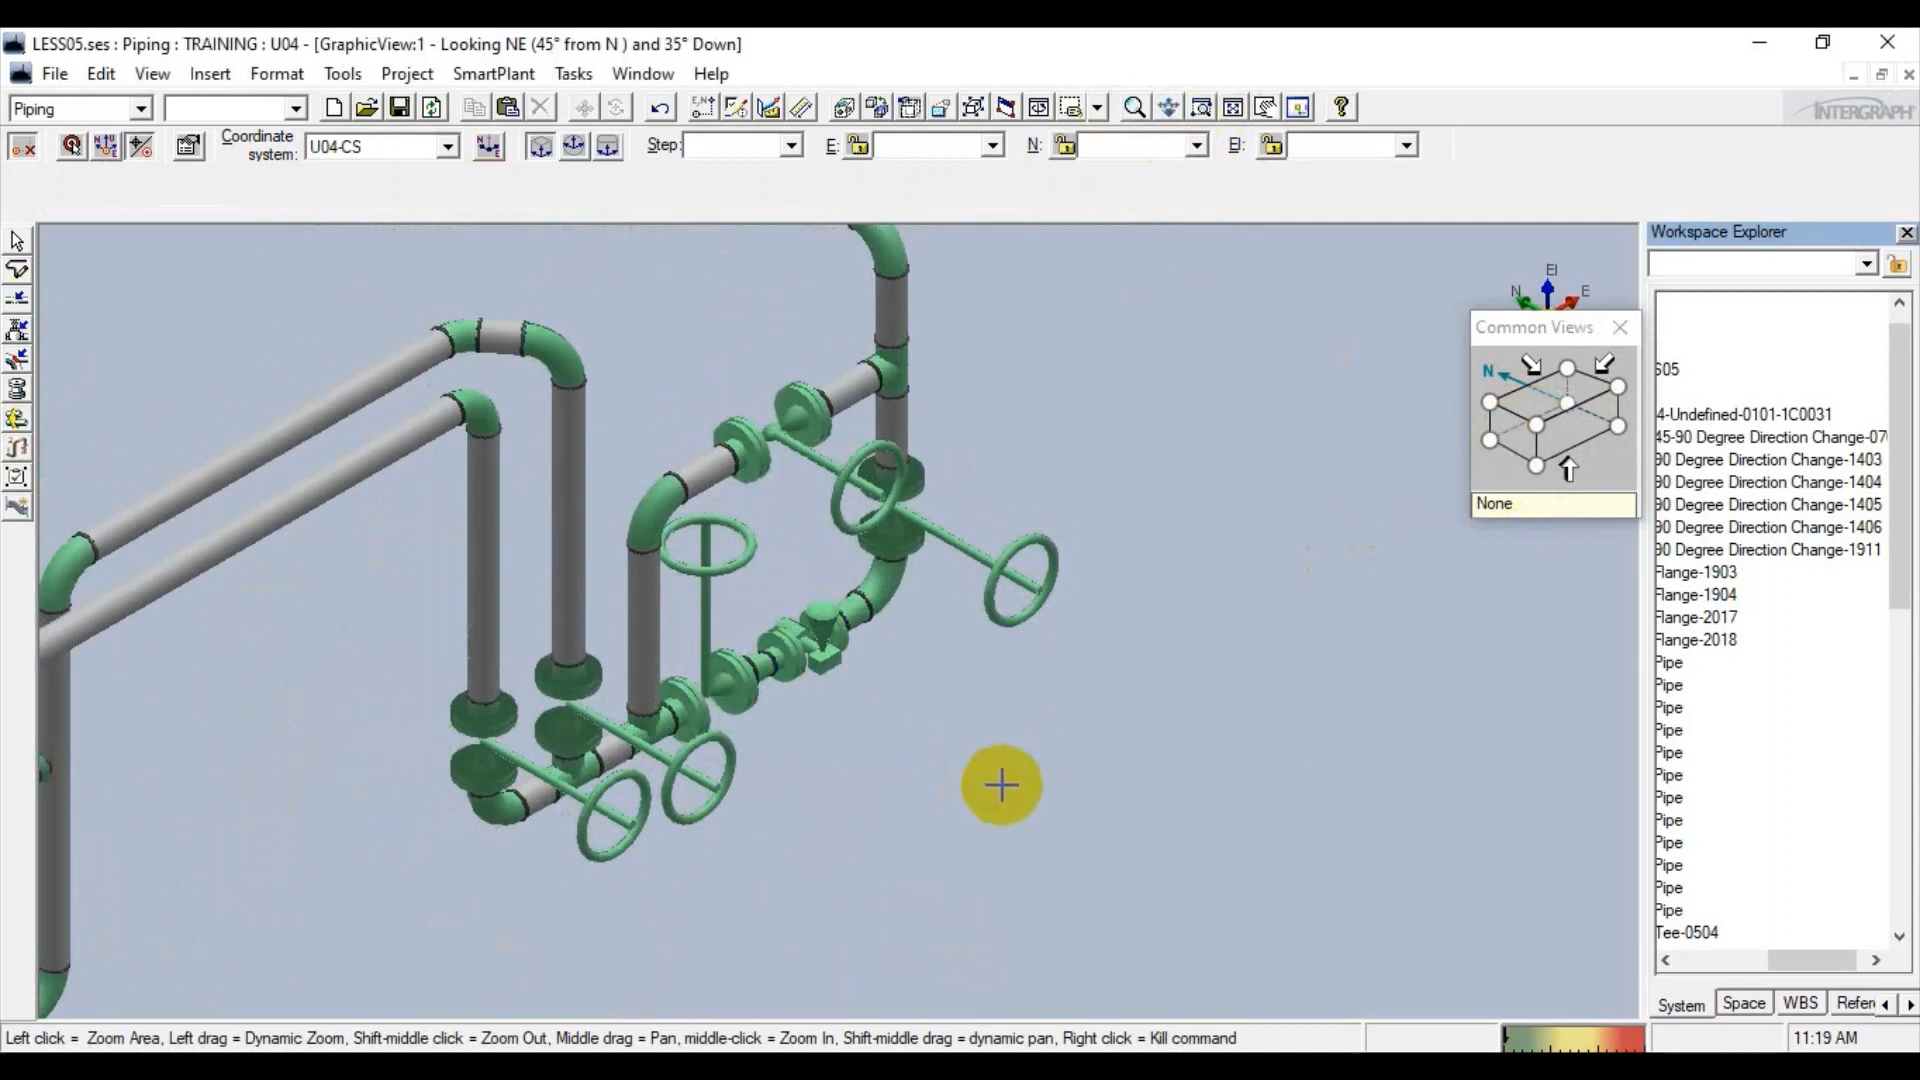 LESS05.ses : Piping : TRAINING : U04 - [GraphicView:1 - Looking NE (45° from N ) and 35° Down]
File Edit View Insert Format Tools Project SmartPlant Tasks Window Help
Piping
INTERGRAPH
Coordinate system: U04-CS Step: E: N: El:
Workspace Explorer
El
N E
Common Views
N
None
S05
4-Undefined-0101-1C0031
45-90 Degree Direction Change-07
90 Degree Direction Change-1403
90 Degree Direction Change-1404
90 Degree Direction Change-1405
90 Degree Direction Change-1406
90 Degree Direction Change-1911
Flange-1903
Flange-1904
Flange-2017
Flange-2018
Pipe
Pipe
Pipe
Pipe
Pipe
Pipe
Pipe
Pipe
Pipe
Pipe
Pipe
Pipe
Tee-0504
System Space WBS Refer
Left click = Zoom Area, Left drag = Dynamic Zoom, Shift-middle click = Zoom Out, Middle drag = Pan, middle-click = Zoom In, Shift-middle drag = dynamic pan, Right click = Kill command
11:19 AM